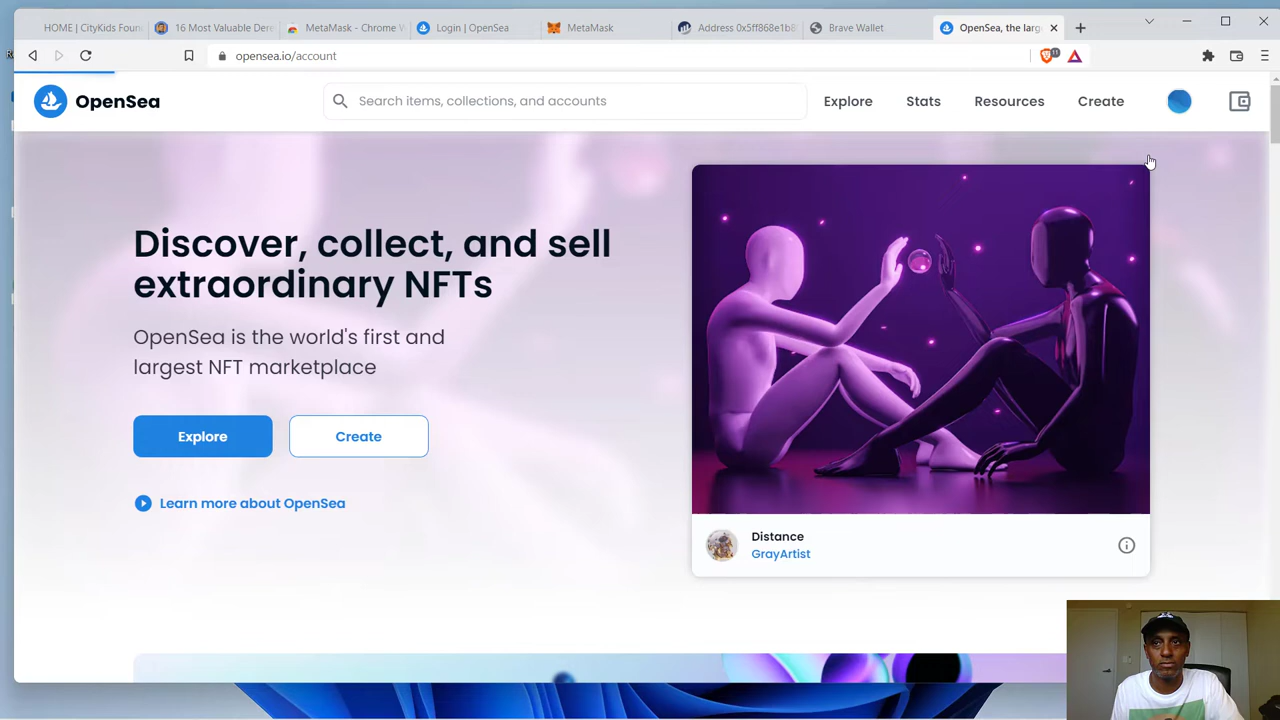 HOME | CityKids Foun
16 Most Valuable Dere
MetaMask - Chrome W
Login | OpenSea
MetaMask
Address 0x5ff868e1b8
Brave Wallet
OpenSea, the larg
opensea.io/account
11
OpenSea
Search items, collections, and accounts
Explore
Stats
Resources
Create
Discover, collect, and sell
extraordinary NFTs
OpenSea is the world's first and
largest NFT marketplace
Explore
Create
Learn more about OpenSea
Distance
GrayArtist